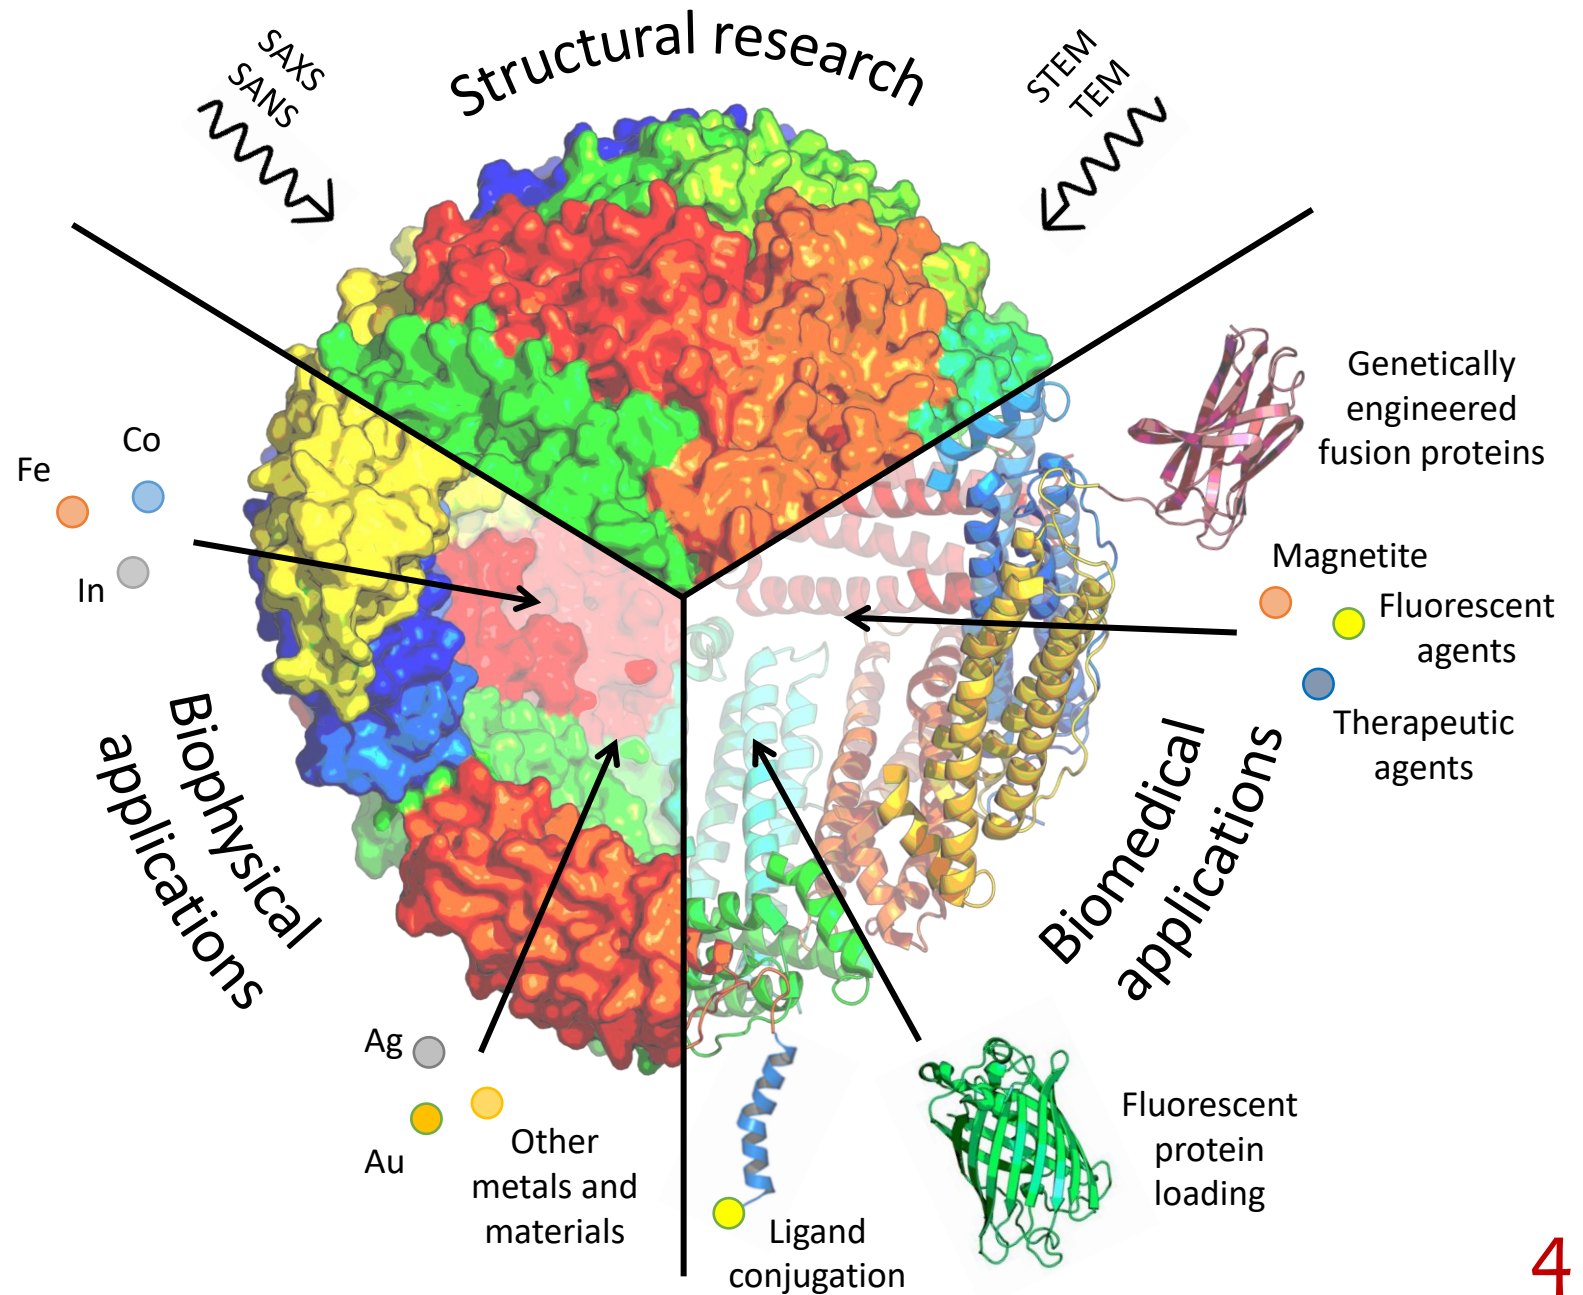 SAXS
SANS
Structural research
STEM
TEM
Genetically
engineered
fusion proteins
Co
Fe
In
Magnetite
Fluorescent
agents
Therapeutic
agents
Biophysical
applications
Biomedical
applications
Ag
Au
Other
metals and
materials
Ligand
conjugation
Fluorescent
protein
loading
4